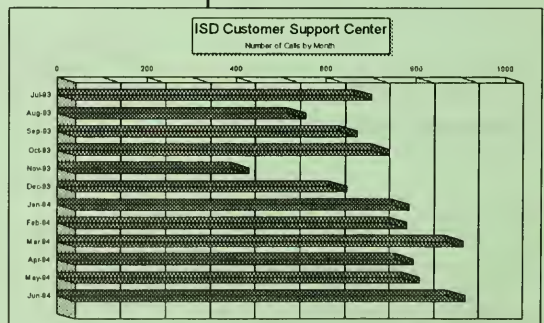 ISD Customer Support Center
Number of Calls by Month
0 200 400 600 800 1000
Jul-93
Aug-93
Sep-93
Oct-93
Nov-93
Dec-93
Jan-94
Feb-94
Mar-94
Apr-94
May-94
Jun-94